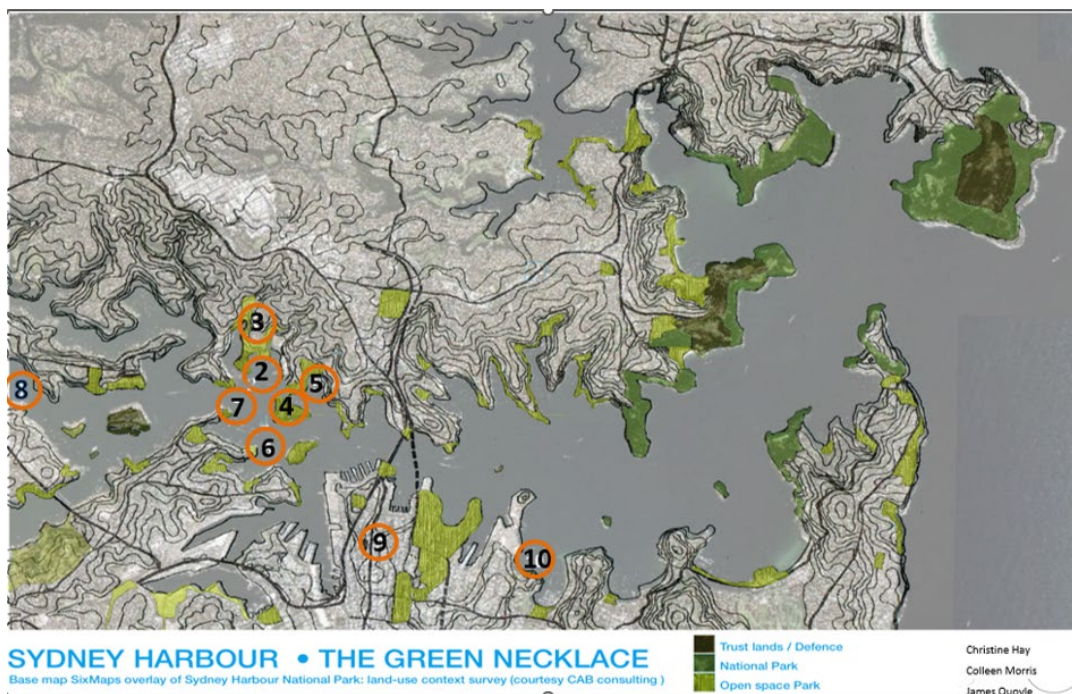 3
2
5
8
7
4
6
9
10
SYDNEY HARBOUR • THE GREEN NECKLACE
Base map SixMaps overlay of Sydney Harbour National Park: land-use context survey (courtesy CAB consulting )
Trust lands / Defence
National Park
Open space Park
Christine Hay
Colleen Morris
James Quoyle